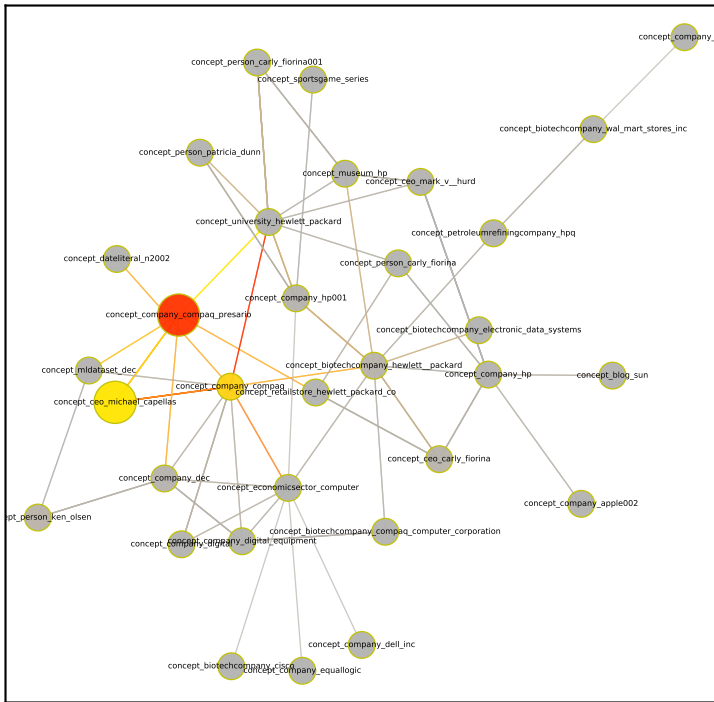 concept_company_
concept_person_carly_fiorina001
concept_sportsgame_series
concept_biotechcompany_wal_mart_stores_inc
concept_person_patricia_dunn
concept_museum_hp
concept_ceo_mark_v__hurd
concept_university_hewlett_packard
concept_petroleumrefiningcompany_hpq
concept_dateliteral_n2002
concept_person_carly_fiorina
concept_company_hp001
concept_company_compaq_presario
concept_biotechcompany_electronic_data_systems
concept_mldataset_dec
concept_biotechcompany_hewlett__packard
concept_company_hp
concept_blog_sun
concept_company_compaq
concept_retailstore_hewlett_packard_co
concept_ceo_michael_capellas
concept_ceo_carly_fiorina
concept_company_dec
concept_economicsector_computer
concept_company_apple002
ept_person_ken_olsen
concept_biotechcompany_compaq_computer_corporation
concept_company_digital_equipment
concept_company_digital
concept_company_dell_inc
concept_biotechcompany_cisco
concept_company_equallogic